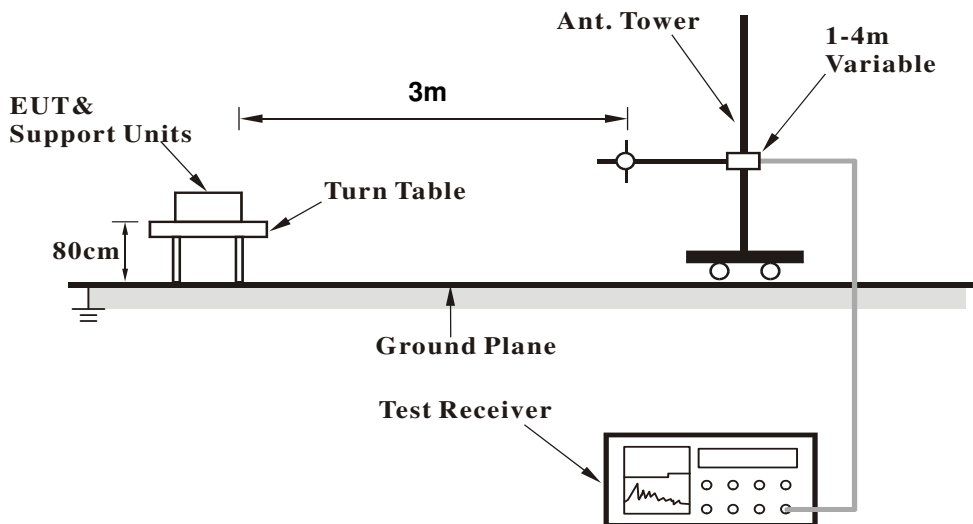 Ant. Tower
1-4m
Variable
3m
EUT&
Support Units
Turn Table
80cm
Ground Plane
Test Receiver